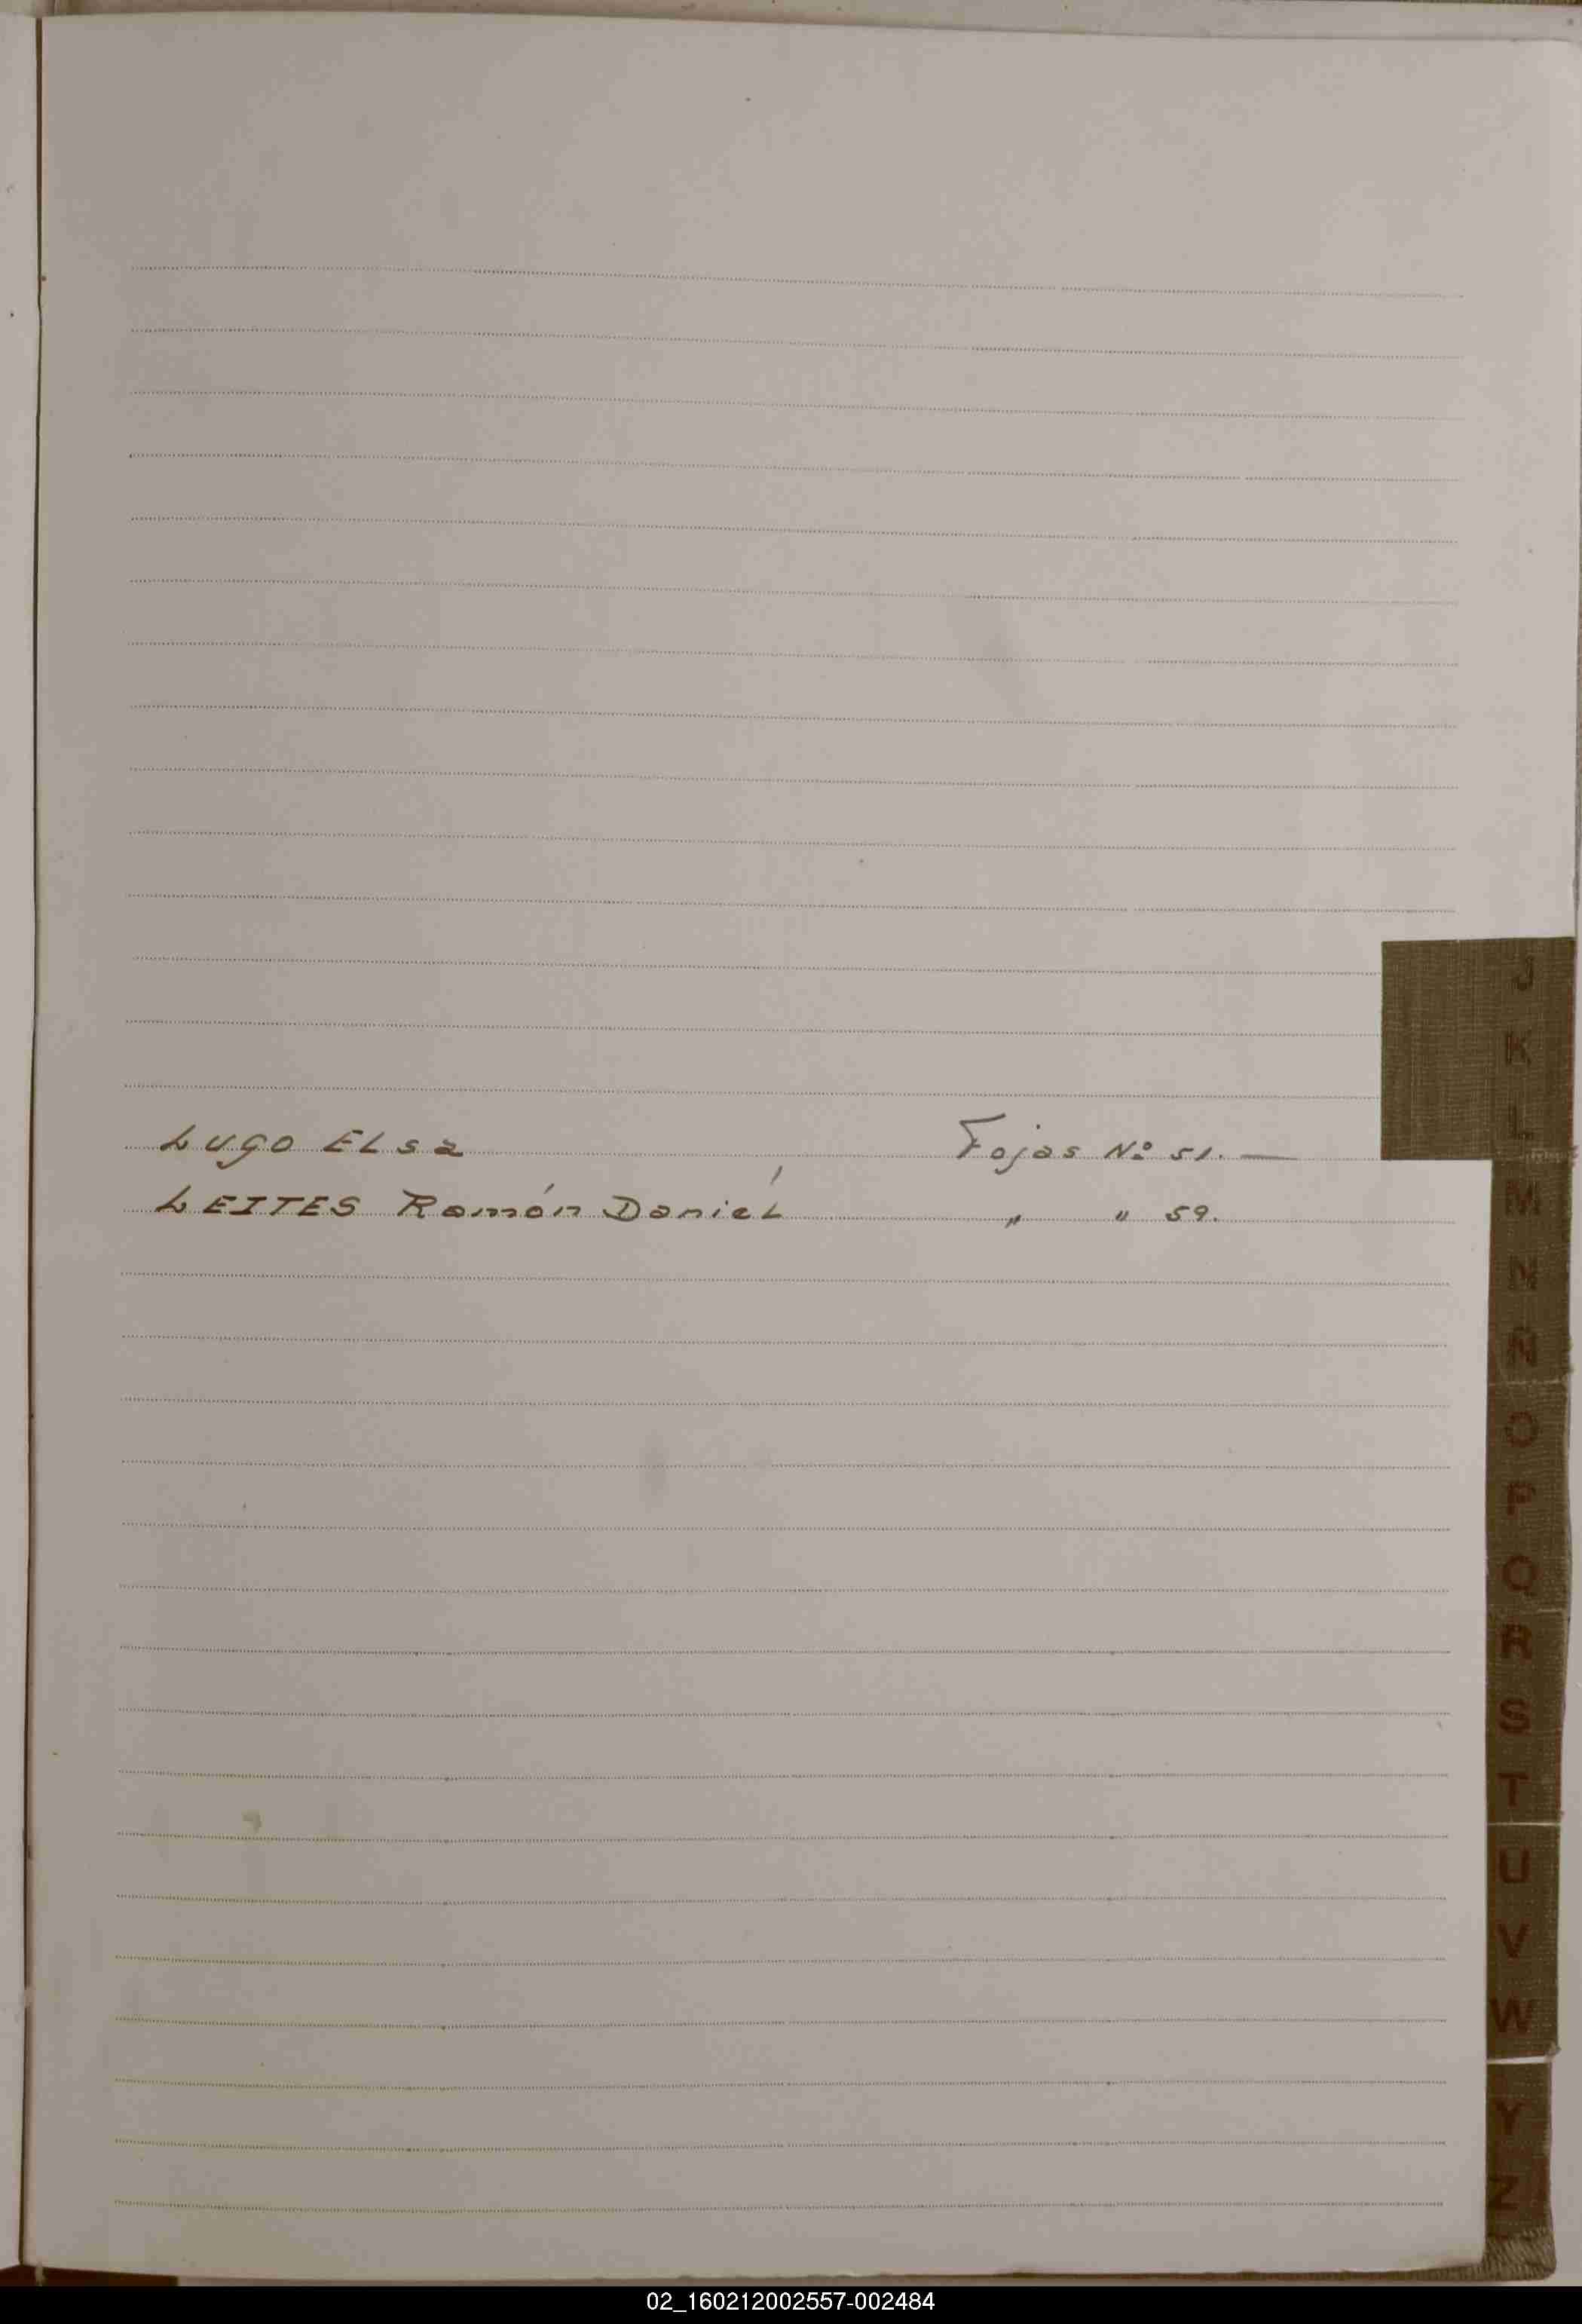 J
K
L
Lugo ELsa Fojas Nº 51. —
LEITES Ramón Daniel " " 59.
M
N
Ñ
O
P
Q
R
S
T
U
V
W
Y
Z
02_160212002557-002484